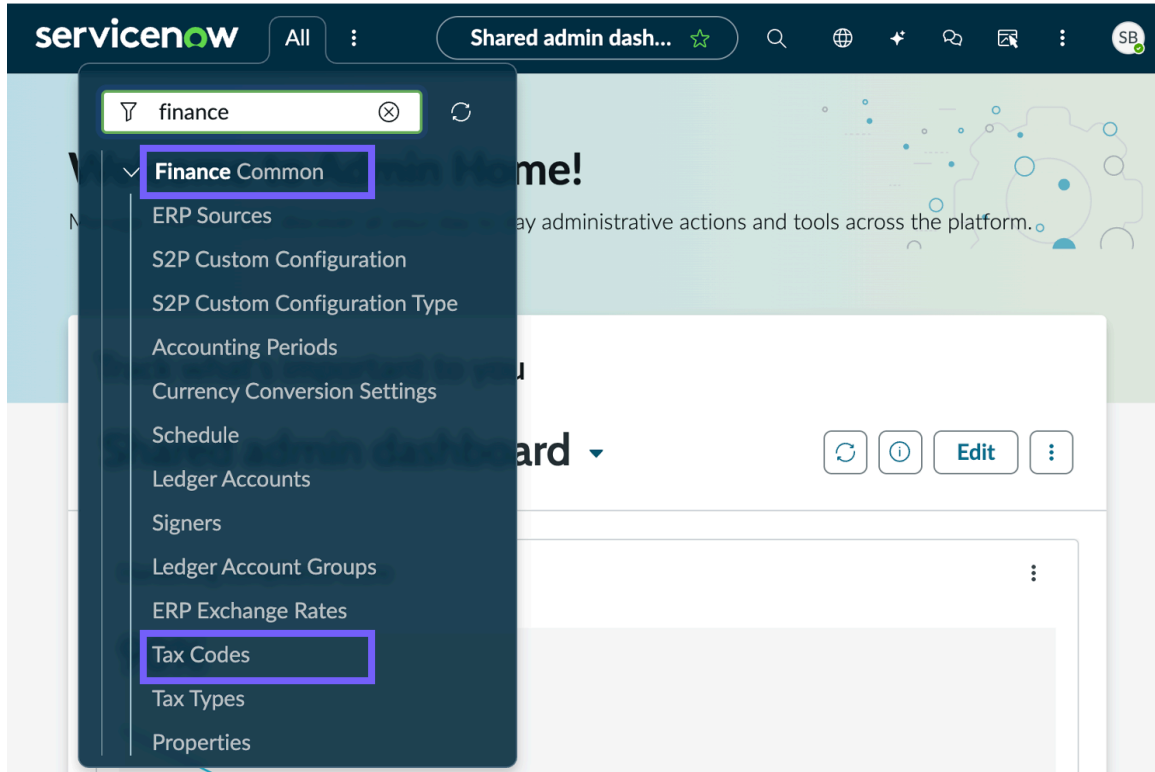 servicenow All Shared admin dash... SB
finance
me!
Finance Common
ERP Sources
ay administrative actions and tools across the platform.
S2P Custom Configuration
S2P Custom Configuration Type
Accounting Periods
Currency Conversion Settings
Schedule
ard Edit
Ledger Accounts
Signers
Ledger Account Groups
ERP Exchange Rates
Tax Codes
Tax Types
Properties